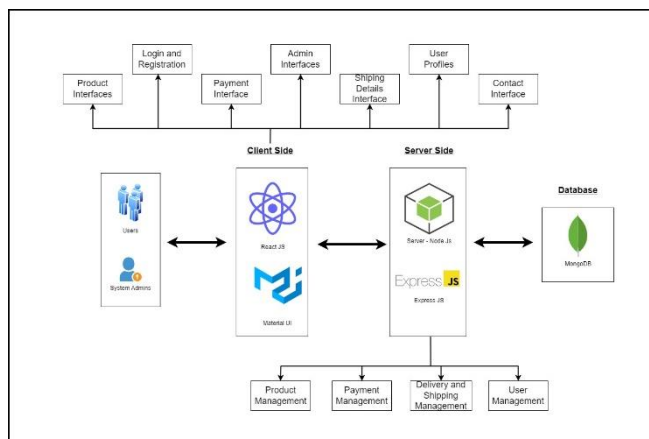 Login and
Registration
Admin
Interfaces
User
Profiles
Product
Interfaces
Payment
Interface
Shiping
Details
Interface
Contact
Interface
Client Side
Server Side
Database
Users
System Admins
React JS
Material UI
Server - Node.Js
Express JS
Express JS
MongoDB
Product
Management
Payment
Management
Delivery and
Shipping
Management
User
Management